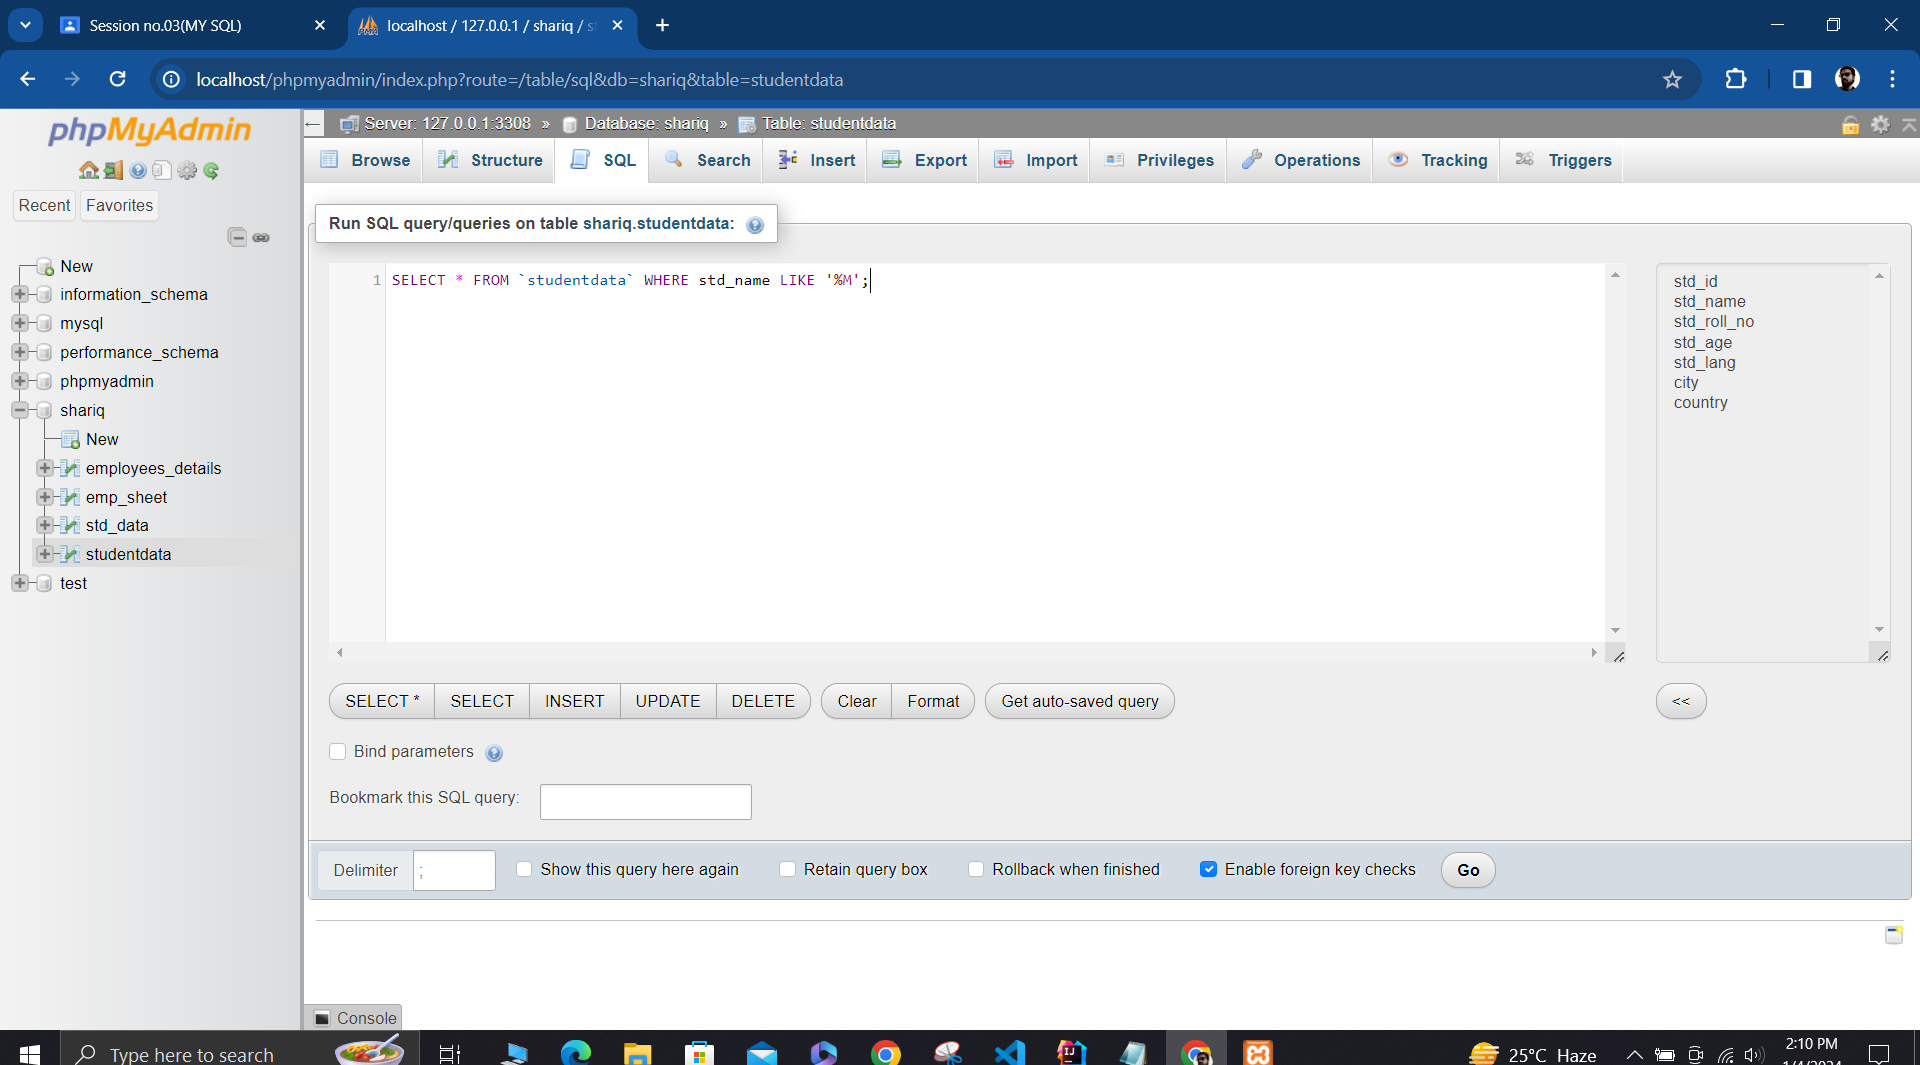 Session no.03(MY SQL)
localhost / 127.0.0.1 / shariq / s
localhost/phpmyadmin/index.php?route=/table/sql&db=shariq&table=studentdata
phpMyAdmin
Server: 127.0.0.1:3308 » Database: shariq » Table: studentdata
Browse Structure SQL Search Insert Export Import Privileges Operations Tracking Triggers
Recent Favorites
New
information_schema
mysql
performance_schema
phpmyadmin
shariq
New
employees_details
emp_sheet
std_data
studentdata
test
Run SQL query/queries on table shariq.studentdata:
1 SELECT * FROM `studentdata` WHERE std_name LIKE '%M';
std_id
std_name
std_roll_no
std_age
std_lang
city
country
SELECT * SELECT INSERT UPDATE DELETE Clear Format Get auto-saved query <<
Bind parameters
Bookmark this SQL query:
Delimiter ; Show this query here again Retain query box Rollback when finished Enable foreign key checks Go
Console
Type here to search
25°C Haze
2:10 PM